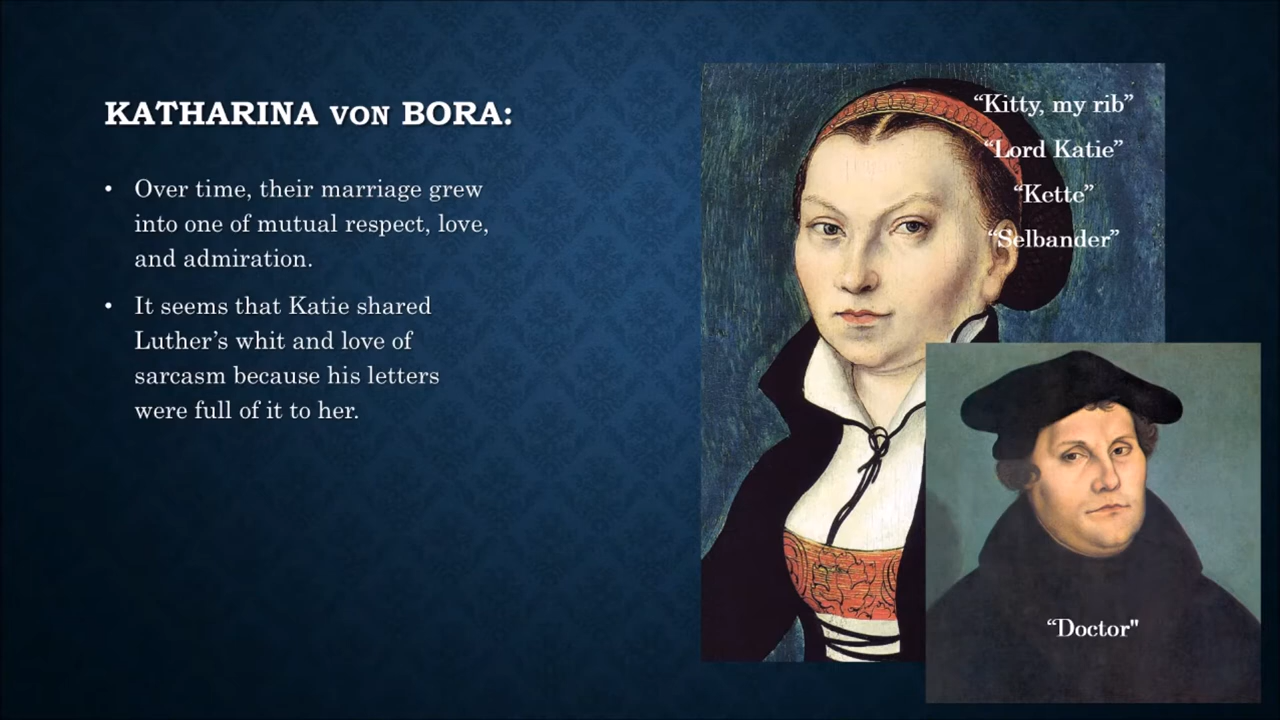 KATHARINA VON BORA:
• Over time, their marriage grew
into one of mutual respect, love,
and admiration.
• It seems that Katie shared
Luther’s whit and love of
sarcasm because his letters
were full of it to her.
“Kitty, my rib”
“Lord Katie”
“Kette”
“Selbander”
“Doctor"